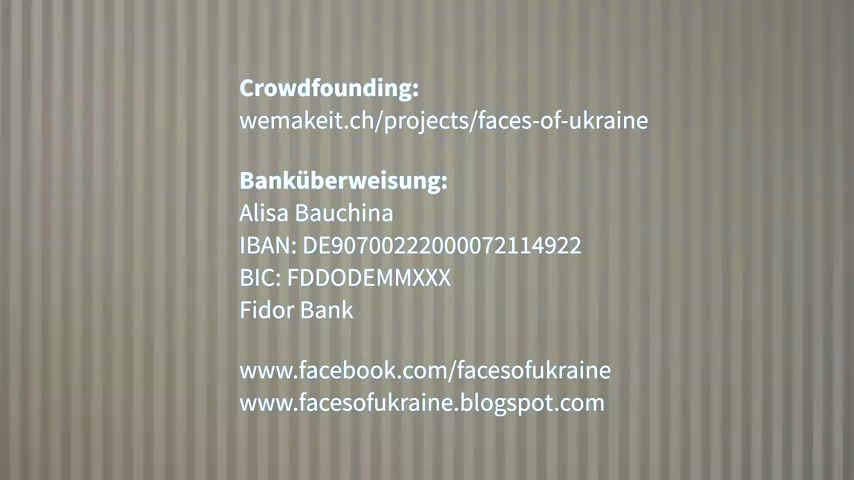 Crowdfounding:
wemakeit.ch/projects/faces-of-ukraine
Banküberweisung:
Alisa Bauchina
IBAN: DE90700222000072114922
BIC: FDDODEMMXXX
Fidor Bank
www.facebook.com/facesofukraine
www.facesofukraine.blogspot.com